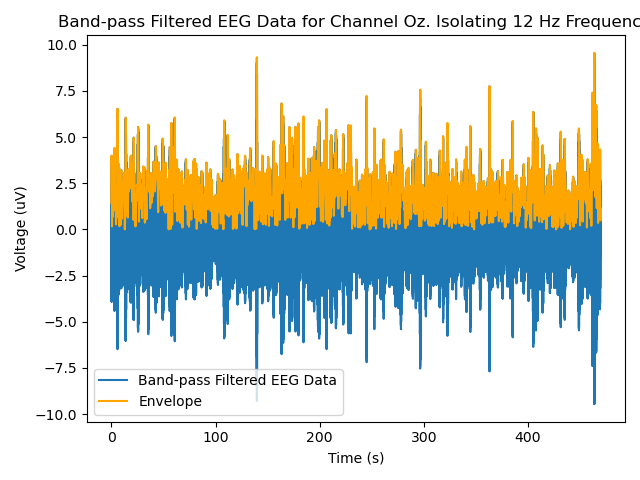 Band-pass Filtered EEG Data for Channel Oz. Isolating 12 Hz Frequenc
10.0
7.5
5.0
2.5
0.0
−2.5
−5.0
−7.5
−10.0
Voltage (uV)
Band-pass Filtered EEG Data
Envelope
0 100 200 300 400
Time (s)